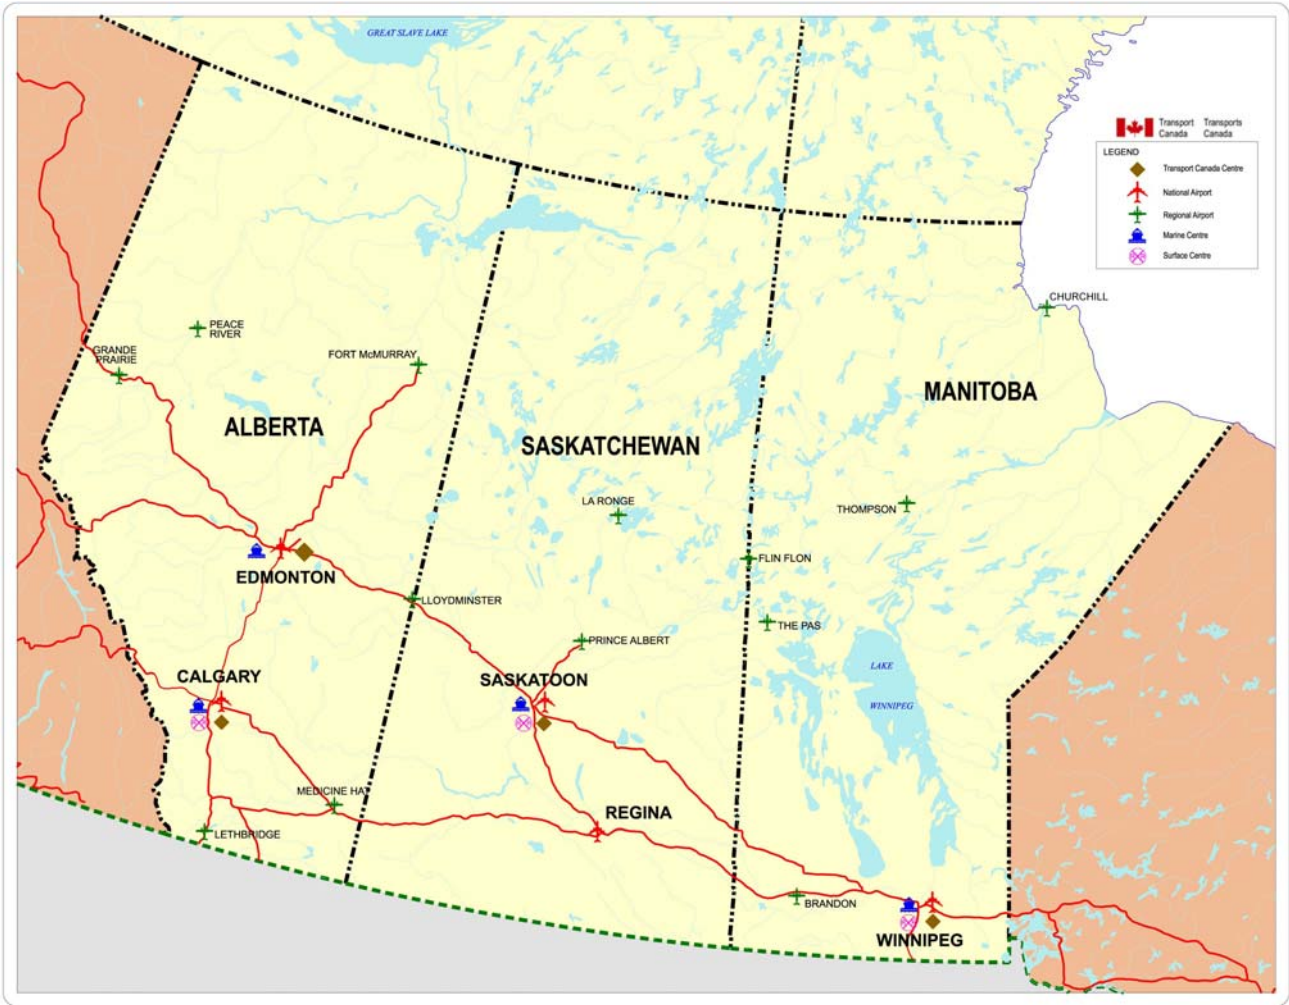 GREAT SLAVE LAKE
Transport Transports
Canada Canada
LEGEND
Transport Canada Centre
National Airport
Regional Airport
Marine Centre
Surface Centre
CHURCHILL
PEACE
RIVER
GRANDE
PRAIRIE
FORT McMURRAY
MANITOBA
ALBERTA
SASKATCHEWAN
LA RONGE
THOMPSON
FLIN FLON
EDMONTON
LLOYDMINSTER
THE PAS
PRINCE ALBERT
LAKE
WINNIPEG
CALGARY
SASKATOON
MEDICINE HAT
REGINA
LETHBRIDGE
BRANDON
WINNIPEG